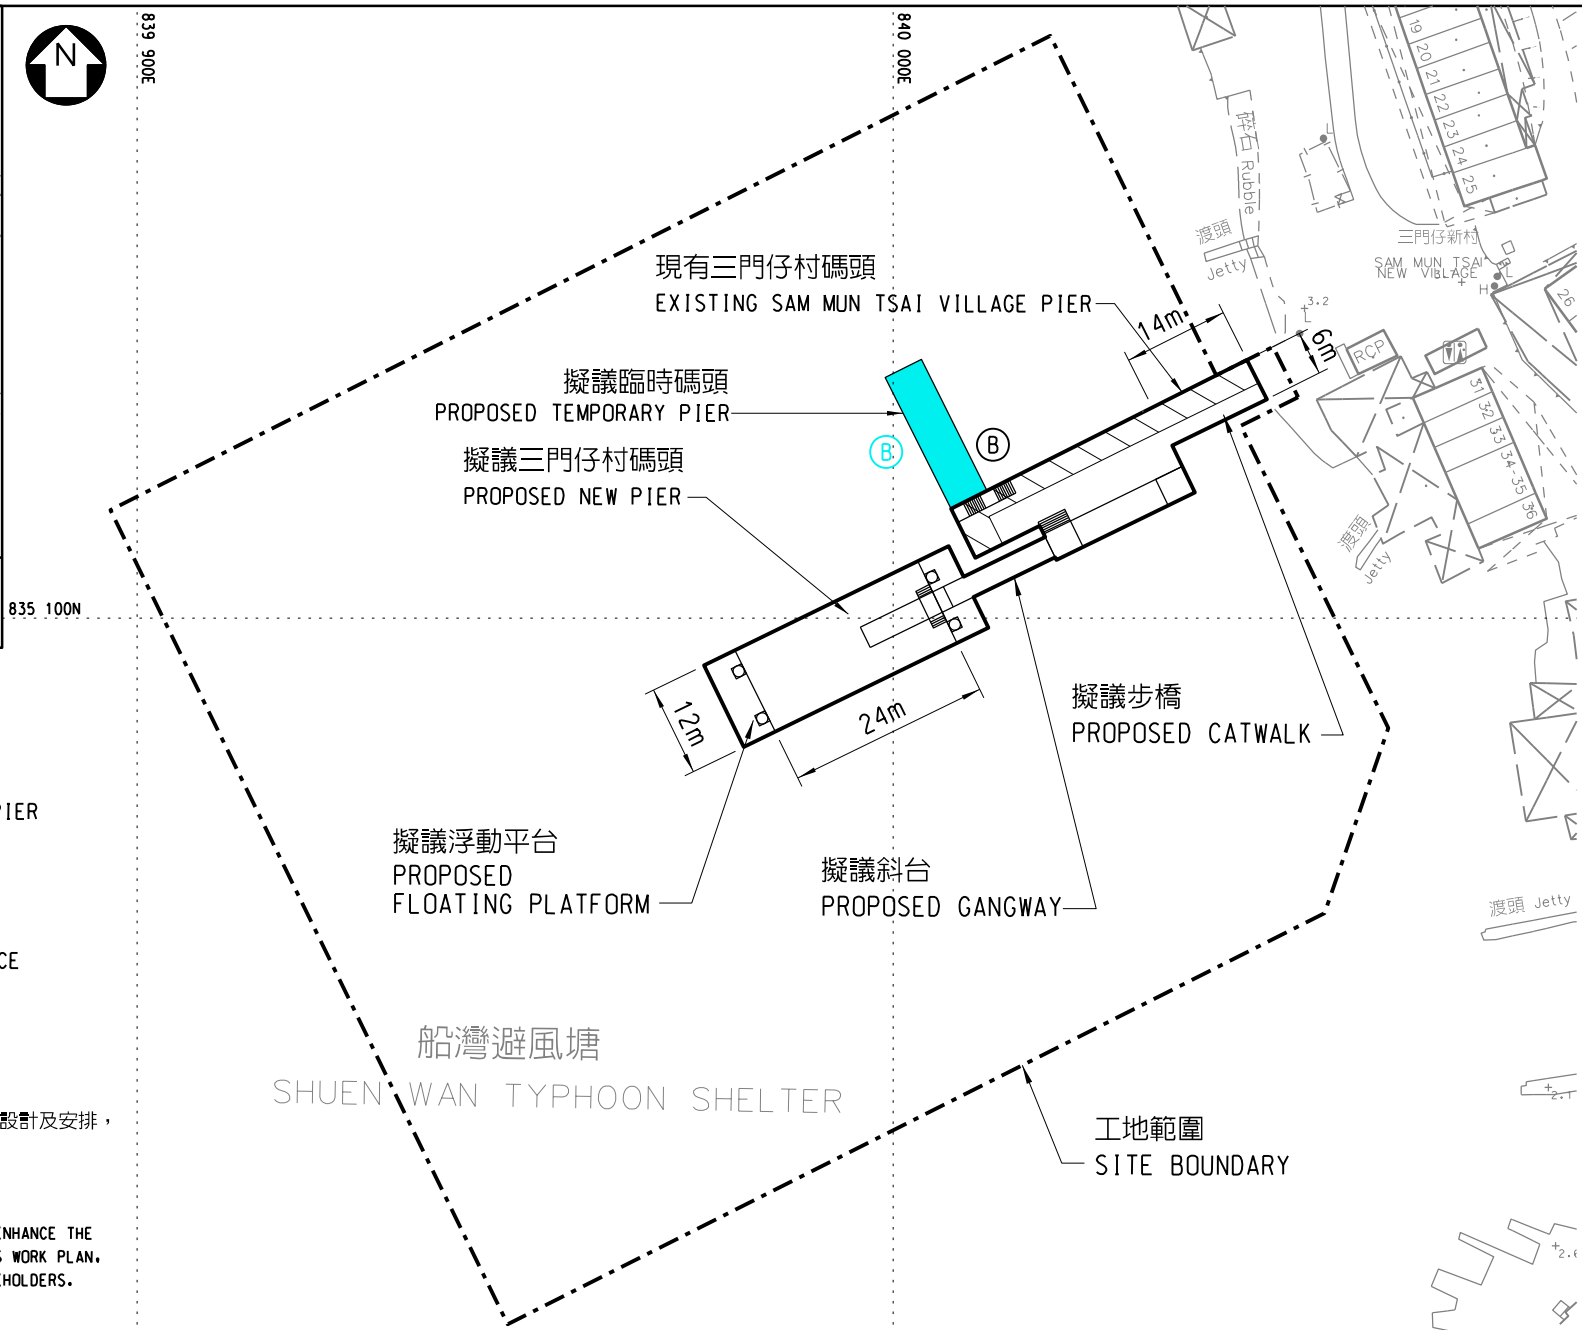 N
839 900E
840 000E
835 100N
現有三門仔村碼頭
EXISTING SAM MUN TSAI VILLAGE PIER
擬議臨時碼頭
PROPOSED TEMPORARY PIER
擬議三門仔村碼頭
PROPOSED NEW PIER
B
B
14m
6m
12m
24m
擬議步橋
PROPOSED CATWALK
擬議浮動平台
PROPOSED
FLOATING PLATFORM
擬議斜台
PROPOSED GANGWAY
船灣避風塘
SHUEN WAN TYPHOON SHELTER
工地範圍
SITE BOUNDARY
碎石 Rubble
渡頭
Jetty
三門仔新村
SAM MUN TSAI
NEW VILLAGE
RCP
+3.2
L
L
L
H
19
20
21
22
23
24
25
26
31
32
33
34-35
36
渡頭
Jetty
渡頭 Jetty
+2.1
PIER
CE
設計及安排，
ENHANCE THE
S WORK PLAN.
EHOLDERS.